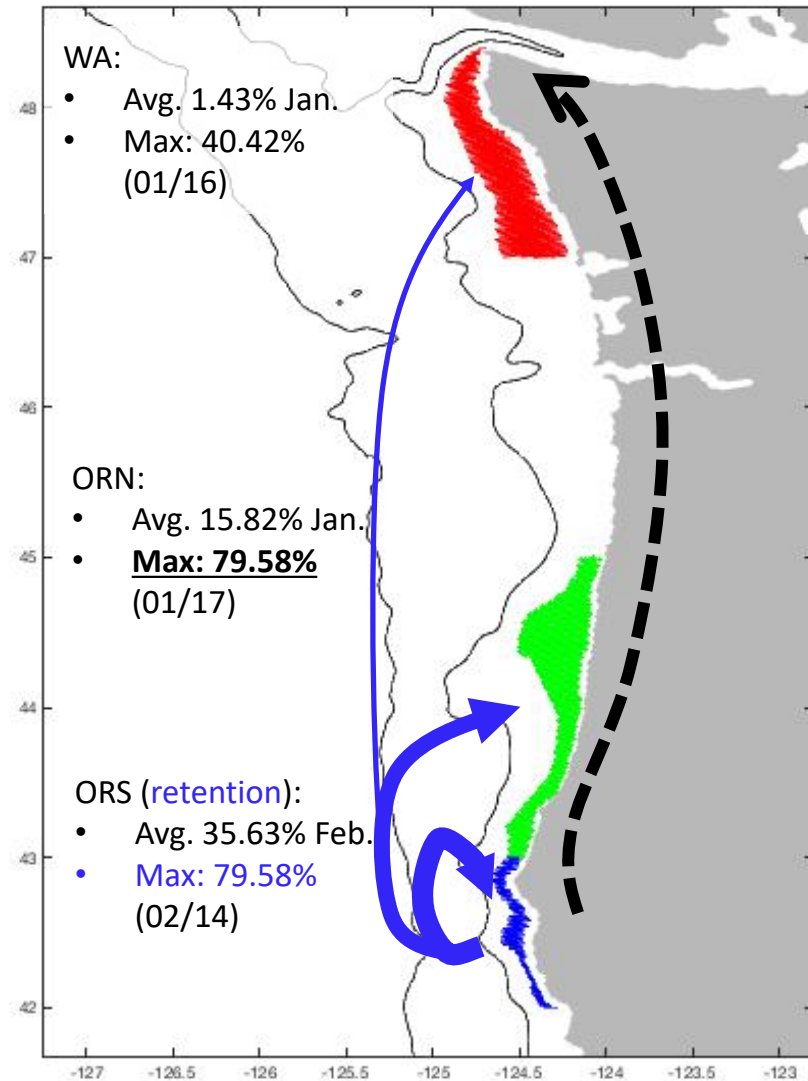 WA:
• Avg. 1.43% Jan.
• Max: 40.42%
(01/16)
ORN:
• Avg. 15.82% Jan.
• Max: 79.58%
(01/17)
ORS (retention):
• Avg. 35.63% Feb.
• Max: 79.58%
(02/14)
48
47
46
45
44
43
42
-127
-126.5
-126
-125.5
-125
-124.5
-124
-123.5
-123